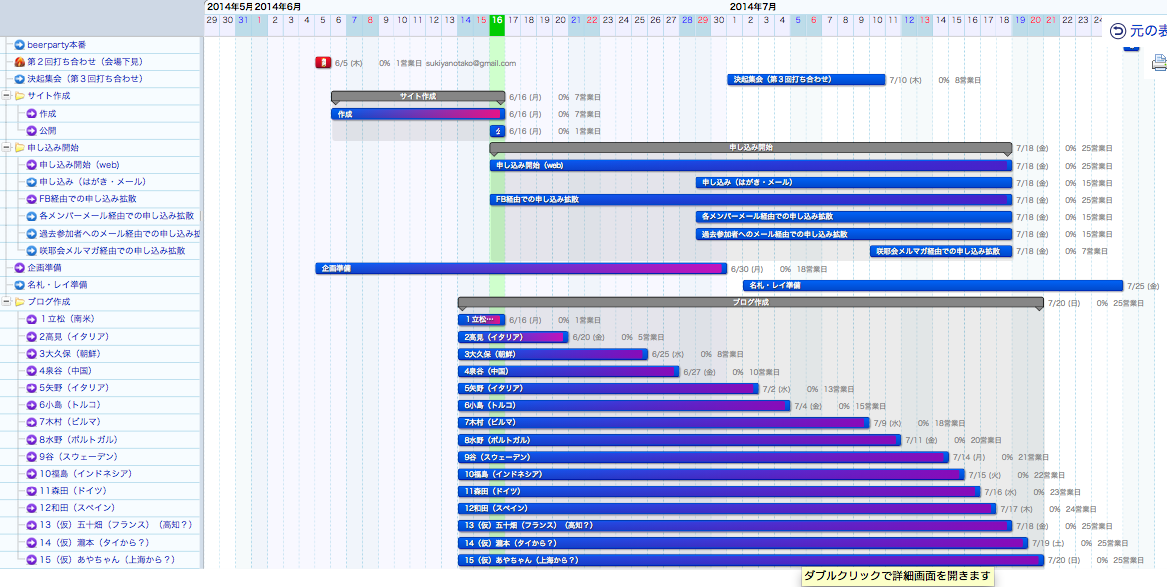 2014年5月2014年6月 2014年7月
29 30 31 1 2 3 4 5 6 7 8 9 10 11 12 13 14 15 16 17 18 19 20 21 22 23 24 25 26 27 28 29 30 1 2 3 4 5 6 7 8 9 10 11 12 13 14 15 16 17 18 19 20 21 22 23 24
元の表
beerparty本番
第２回打ち合わせ（会場下見） 6/5 (木) 0% 1営業日 sukiyanotako@gmail.com
決起集会（第３回打ち合わせ） 決起集会（第３回打ち合わせ） 7/10 (木) 0% 8営業日
サイト作成 サイト作成 6/16 (月) 0% 7営業日
作成 作成 6/16 (月) 0% 7営業日
公開 6/16 (月) 0% 1営業日
申し込み開始 申し込み開始 7/18 (金) 0% 25営業日
申し込み開始（web） 申し込み開始（web） 7/18 (金) 0% 25営業日
申し込み（はがき・メール） 申し込み（はがき・メール） 7/18 (金) 0% 15営業日
FB経由での申し込み拡散 FB経由での申し込み拡散 7/18 (金) 0% 25営業日
各メンバーメール経由での申し込み拡散 各メンバーメール経由での申し込み拡散 7/18 (金) 0% 15営業日
過去参加者へのメール経由での申し込み拡 過去参加者へのメール経由での申し込み拡散 7/18 (金) 0% 15営業日
咲耶会メルマガ経由での申し込み拡散 咲耶会メルマガ経由での申し込み拡散 7/18 (金) 0% 7営業日
企画準備 企画準備 6/30 (月) 0% 18営業日
名札・レイ準備 名札・レイ準備 7/25 (金)
ブログ作成 ブログ作成 7/20 (日) 0% 25営業日
１立松（南米） １立松… 6/16 (月) 0% 1営業日
2高見（イタリア） 2高見（イタリア） 6/20 (金) 0% 5営業日
3大久保（朝鮮） 3大久保（朝鮮） 6/25 (水) 0% 8営業日
4泉谷（中国） 4泉谷（中国） 6/27 (金) 0% 10営業日
5矢野（イタリア） 5矢野（イタリア） 7/2 (水) 0% 13営業日
6小島（トルコ） 6小島（トルコ） 7/4 (金) 0% 15営業日
7木村（ビルマ） 7木村（ビルマ） 7/9 (水) 0% 18営業日
8水野（ポルトガル） 8水野（ポルトガル） 7/11 (金) 0% 20営業日
9谷（スウェーデン） 9谷（スウェーデン） 7/14 (月) 0% 21営業日
10福島（インドネシア） 10福島（インドネシア） 7/15 (火) 0% 22営業日
11森田（ドイツ） 11森田（ドイツ） 7/16 (水) 0% 23営業日
12和田（スペイン） 12和田（スペイン） 7/17 (木) 0% 24営業日
13（仮）五十畑（フランス）（高知？） 13（仮）五十畑（フランス）（高知？） 7/18 (金) 0% 25営業日
14（仮）瀧本（タイから？） 14（仮）瀧本（タイから？） 7/19 (土) 0% 25営業日
15（仮）あやちゃん（上海から？） 15（仮）あやちゃん（上海から？） 7/20 (日) 0% 25営業日
ダブルクリックで詳細画面を開きます